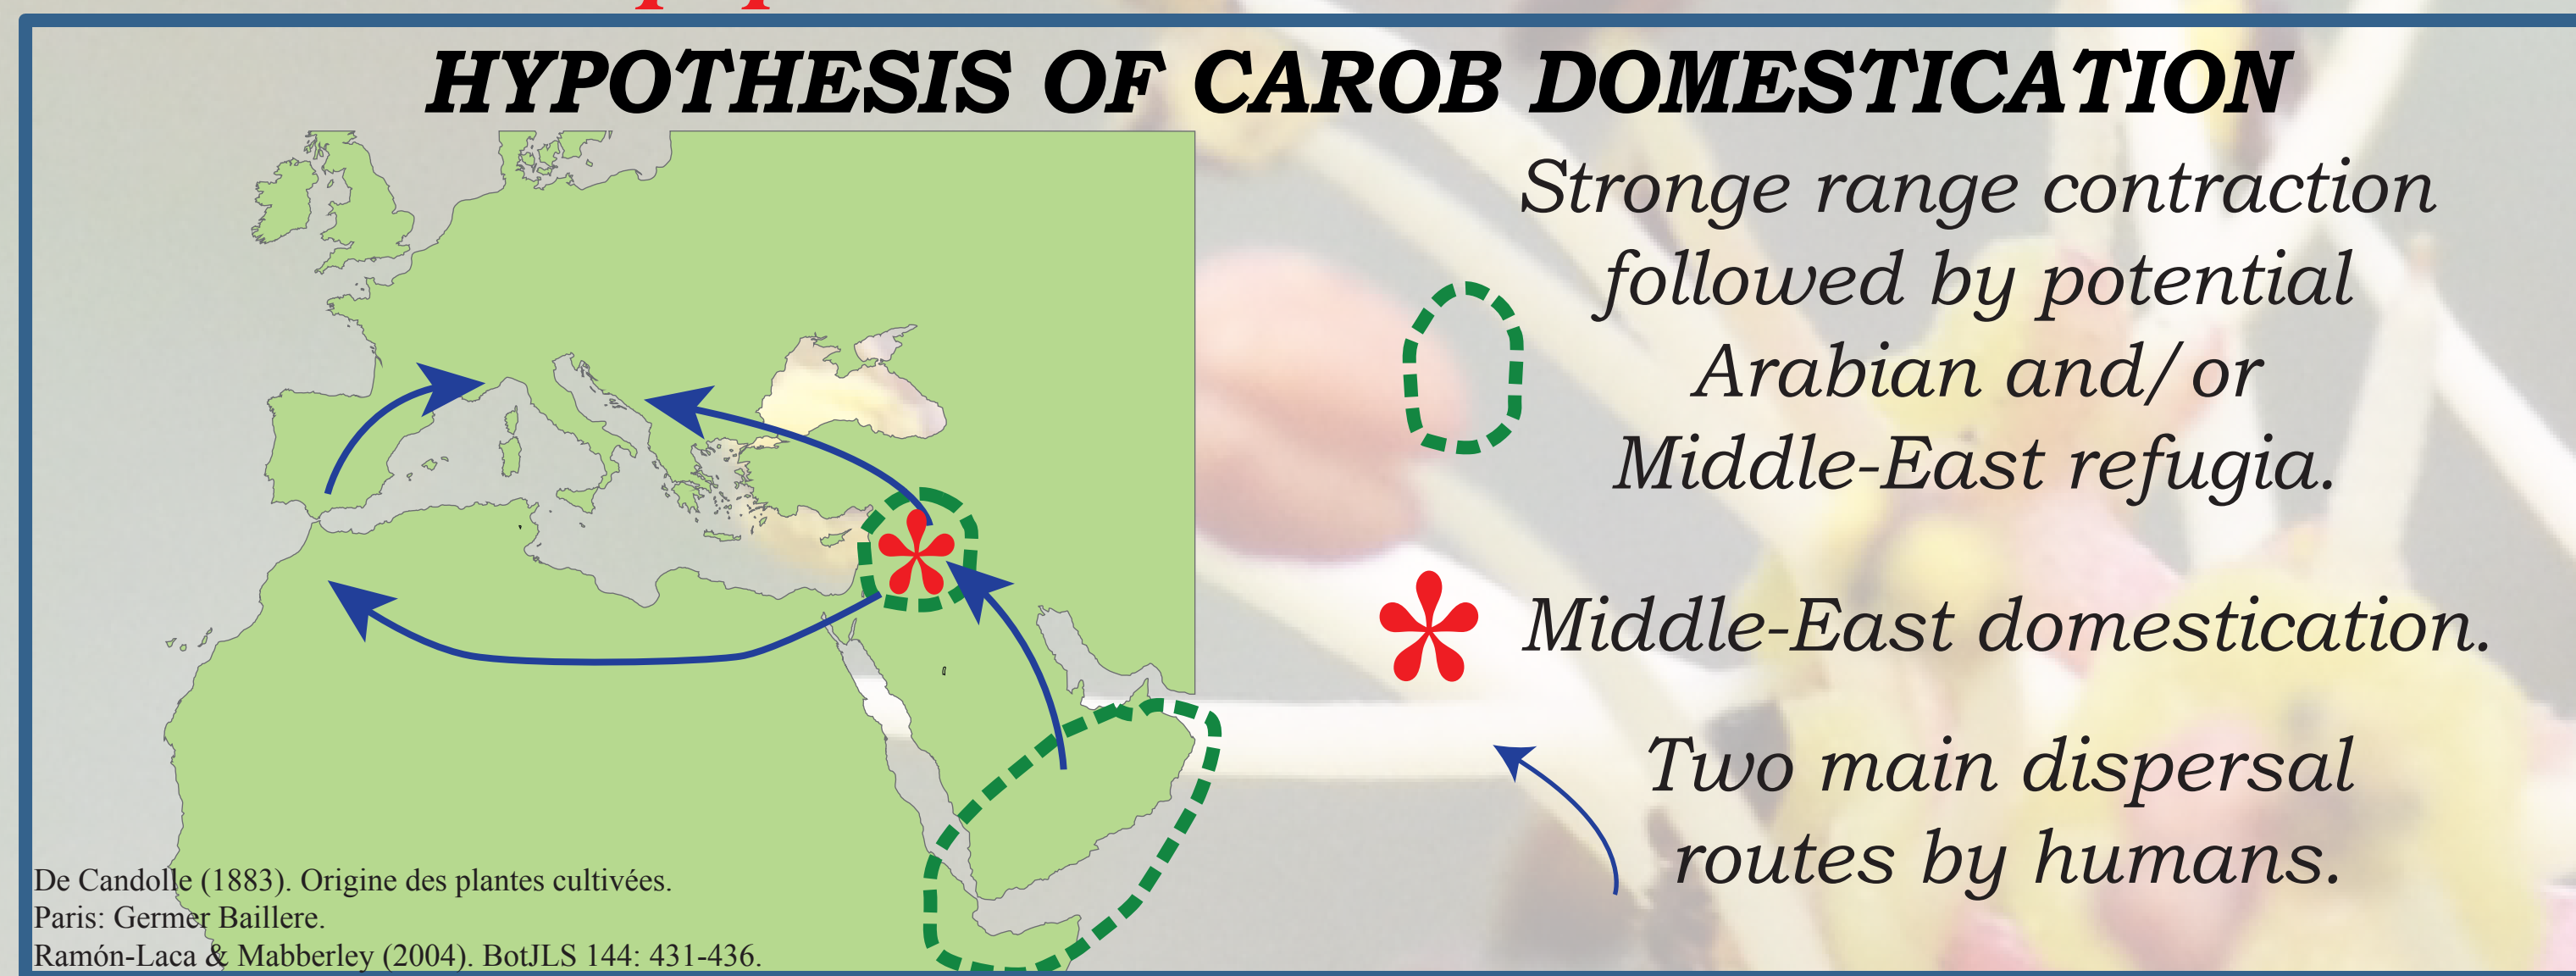 HYPOTHESIS OF CAROB DOMESTICATION
Stronge range contraction
followed by potential
Arabian and/or
Middle-East refugia.
Middle-East domestication.
Two main dispersal
routes by humans.
De Candolle (1883). Origine des plantes cultivées.
Paris: Germer Baillere.
Ramón-Laca & Mabberley (2004). BotJLS 144: 431-436.